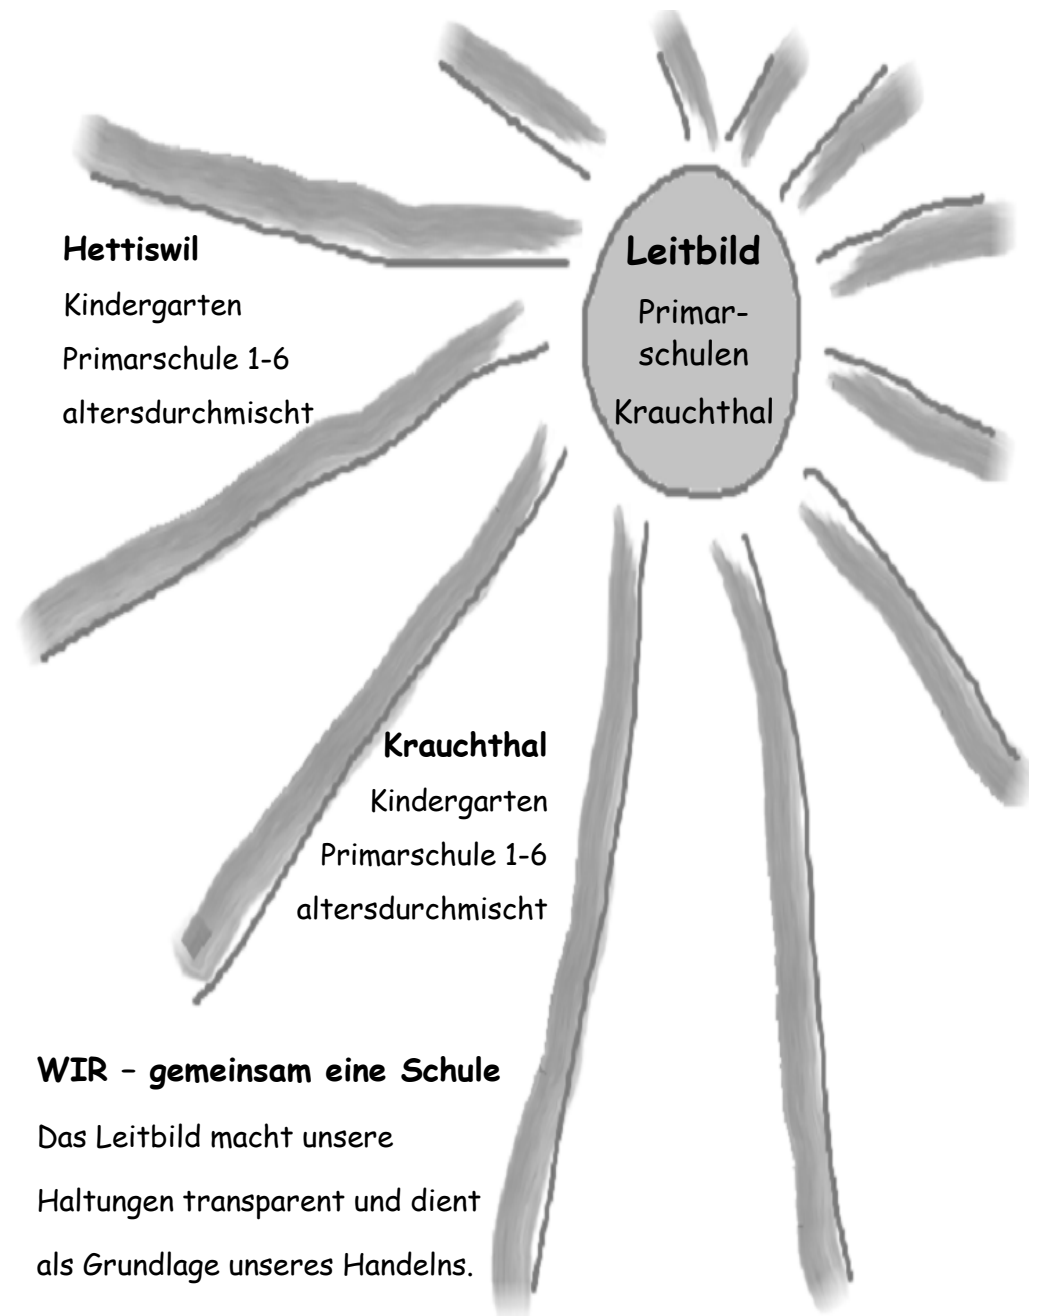 Leitbild
Primar-
schulen
Krauchthal
Hettiswil
Kindergarten
Primarschule 1-6
altersdurchmischt
Krauchthal
Kindergarten
Primarschule 1-6
altersdurchmischt
WIR – gemeinsam eine Schule
Das Leitbild macht unsere
Haltungen transparent und dient
als Grundlage unseres Handelns.